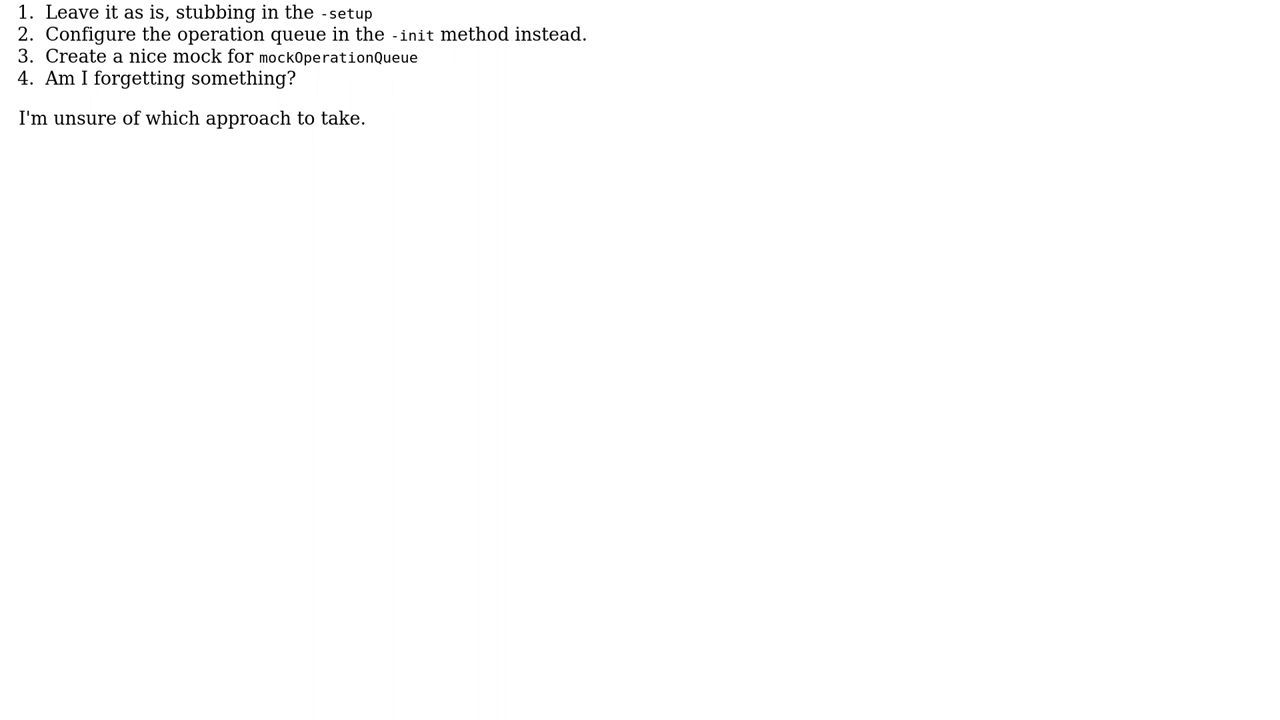 1. Leave it as is, stubbing in the -setup
2. Configure the operation queue in the -init method instead.
3. Create a nice mock for mockOperationQueue
4. Am I forgetting something?
I'm unsure of which approach to take.